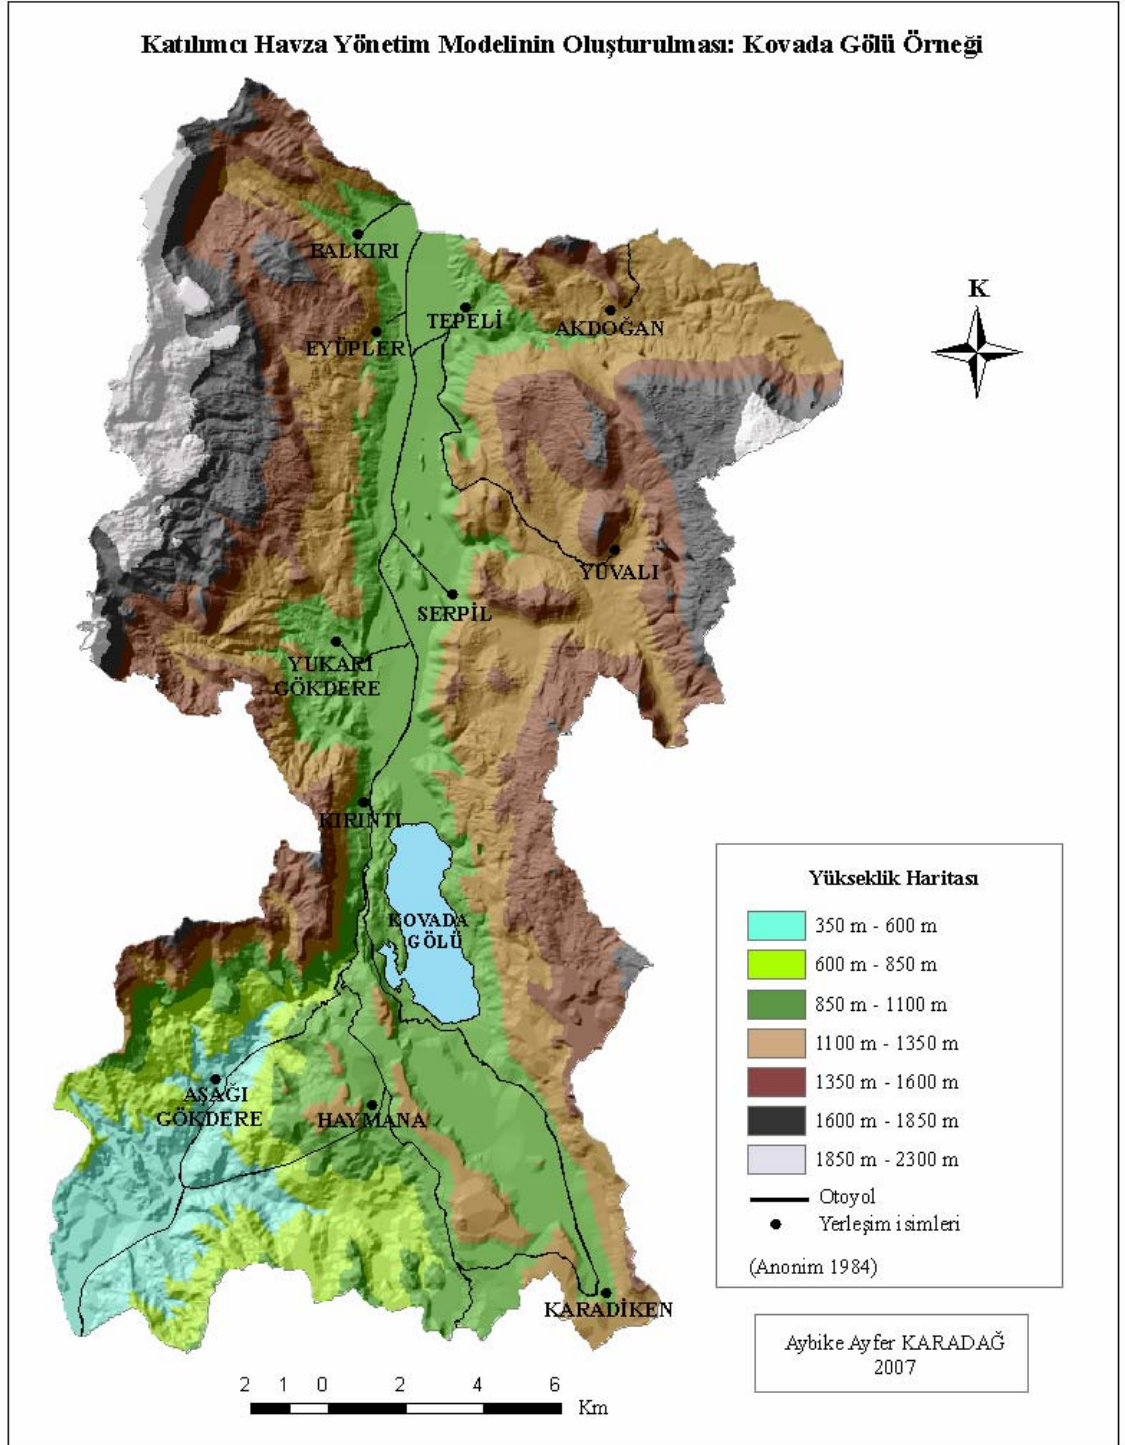 Katılımcı Havza Yönetim Modelinin Oluşturulması: Kovada Gölü Örneği
K
BALKIRI
TEPELİ
AKDOĞAN
EYÜPLER
YUVALI
SERPİL
YUKARI
GÖKDERE
KIRINTI
KOVADA
GÖLÜ
AŞAĞI
GÖKDERE
HAYMANA
KARADİKEN
Yükseklik Haritası
350 m - 600 m
600 m - 850 m
850 m - 1100 m
1100 m - 1350 m
1350 m - 1600 m
1600 m - 1850 m
1850 m - 2300 m
Otoyol
Yerleşim isimleri
(Anonim 1984)
Aybike Ayfer KARADAĞ
2007
2 1 0 2 4 6
Km